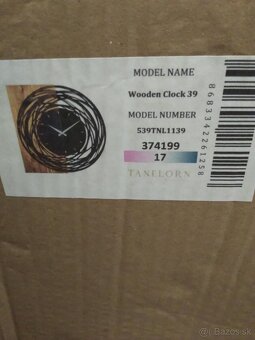 MODEL NAME
Wooden Clock 39
MODEL NUMBER
539TNL1139
374199
17
TANELORN
8683342261258
bazos.sk